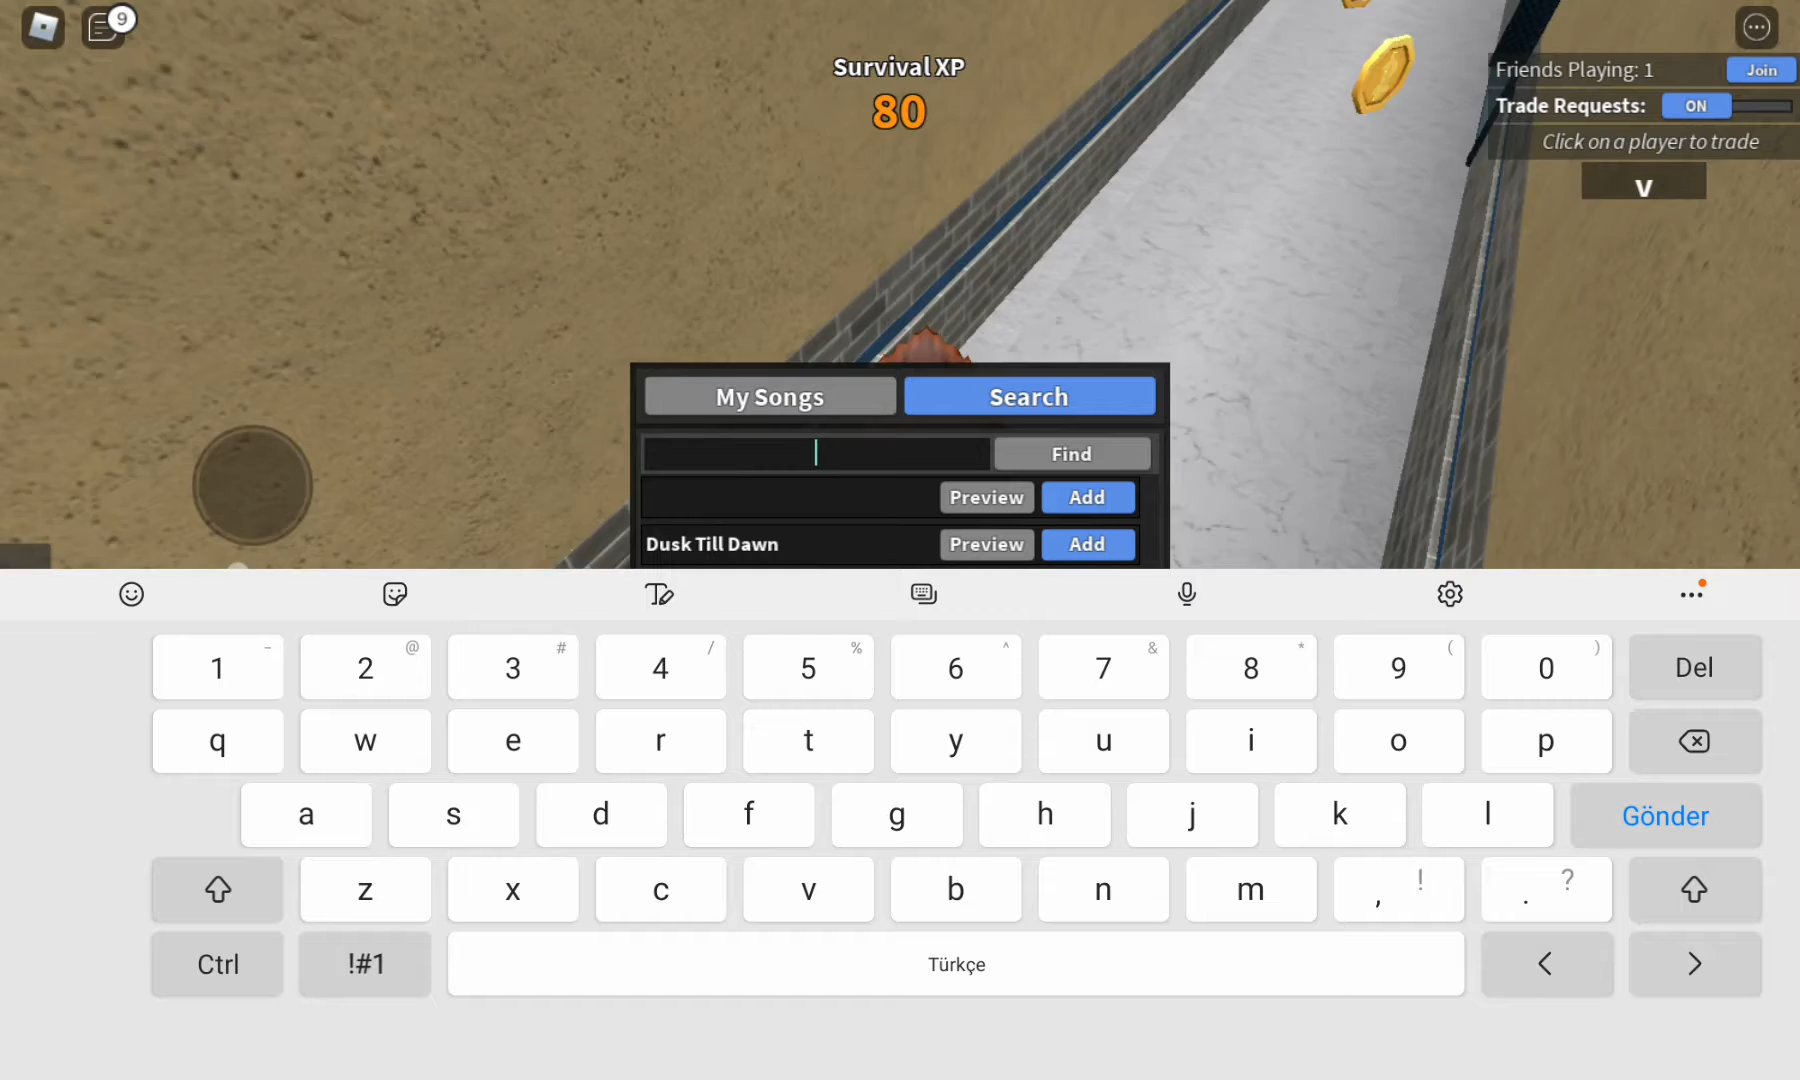 9
Survival XP
80
Friends Playing: 1 Join
Trade Requests: ON
Click on a player to trade
v
My Songs Search
Find
Preview Add
Dusk Till Dawn Preview Add
1 - 2 @ 3 # 4 / 5 % 6 ^ 7 & 8 * 9 ( 0 ) Del
q w e r t y u i o p
a s d f g h j k l Gönder
z x c v b n m , ! . ?
Ctrl !#1 Türkçe < >